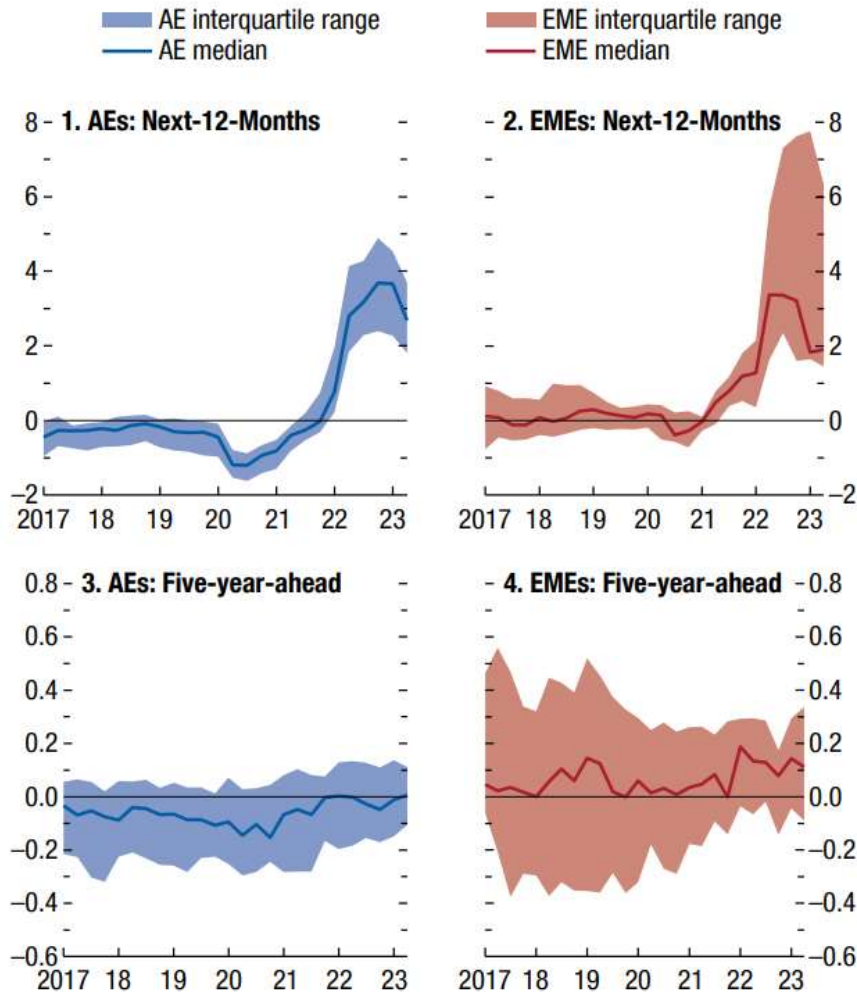 AE interquartile range
AE median
EME interquartile range
EME median
1. AEs: Next-12-Months
8
6
4
2
0
–2
2017 18 19 20 21 22 23
2. EMEs: Next-12-Months
8
6
4
2
0
–2
2017 18 19 20 21 22 23
3. AEs: Five-year-ahead
0.8
0.6
0.4
0.2
0.0
–0.2
–0.4
–0.6
2017 18 19 20 21 22 23
4. EMEs: Five-year-ahead
0.8
0.6
0.4
0.2
0.0
–0.2
–0.4
–0.6
2017 18 19 20 21 22 23